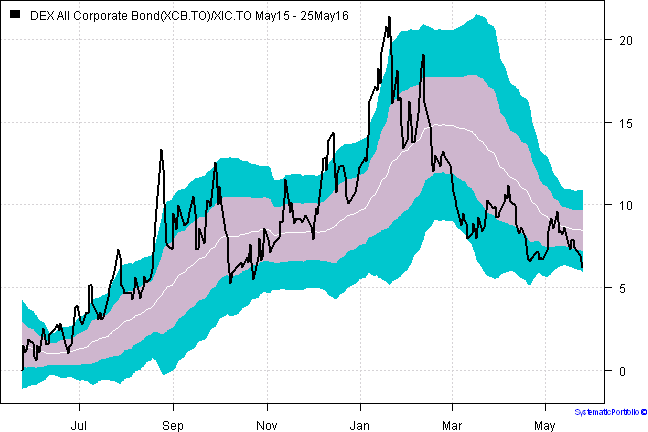 DEX All Corporate Bond(XCB.TO)/XIC.TO May15 - 25May16
20
15
10
5
0
Jul Sep Nov Jan Mar May
SystematicPortfolio ©